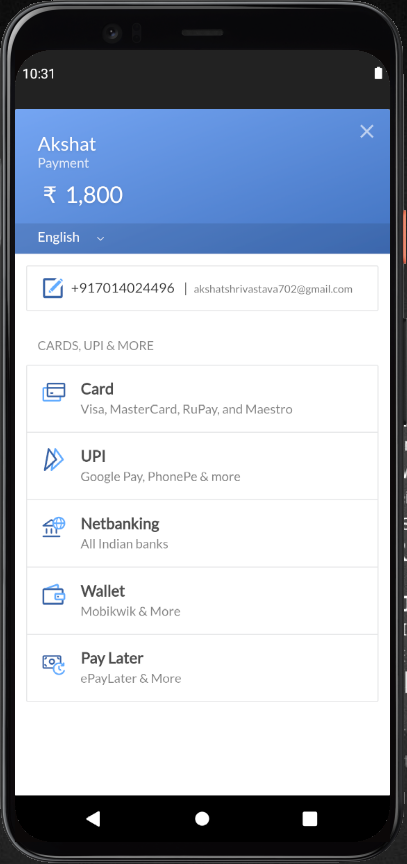 10:31
Akshat
Payment
₹ 1,800
English
+917014024496 | akshatshrivastava702@gmail.com
CARDS, UPI & MORE
Card
Visa, MasterCard, RuPay, and Maestro
UPI
Google Pay, PhonePe & more
Netbanking
All Indian banks
Wallet
Mobikwik & More
Pay Later
ePayLater & More